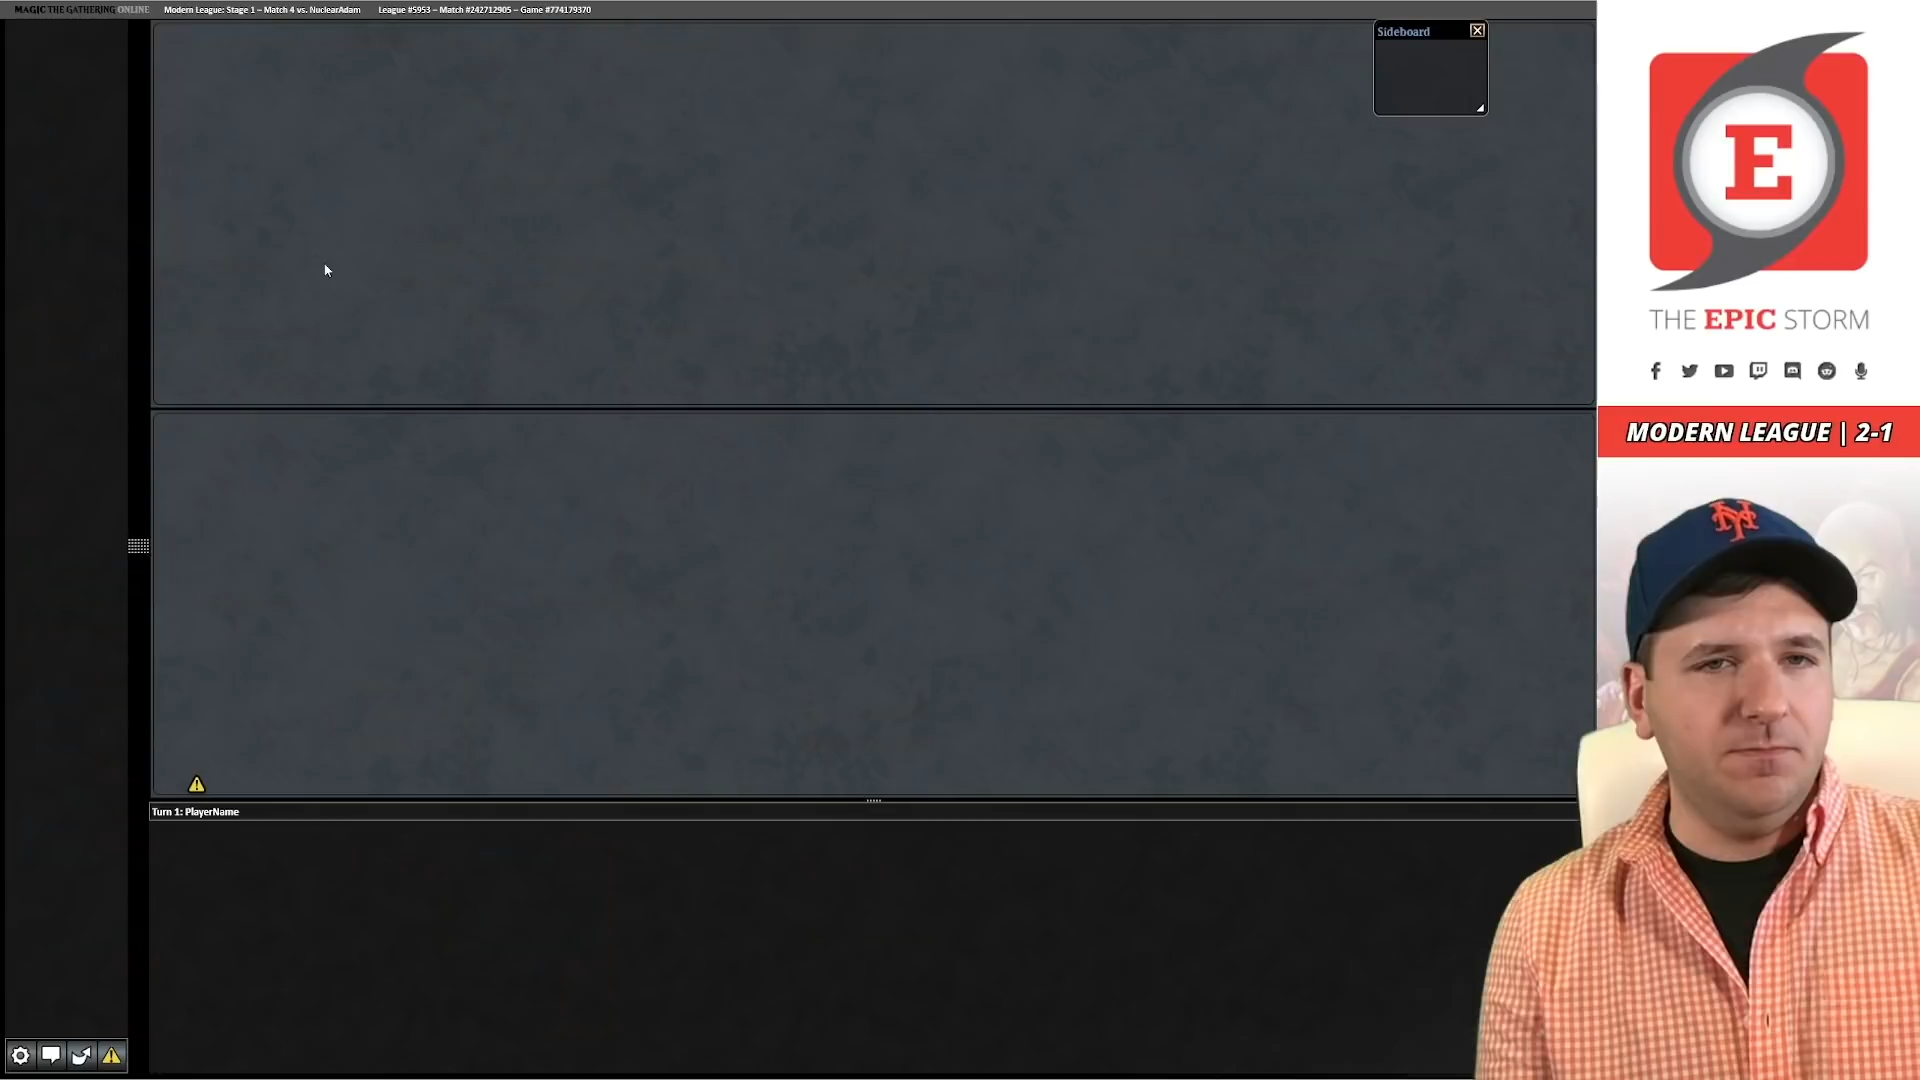 MAGIC THE GATHERING ONLINE
Modern League: Stage 1 – Match 4 vs. NuclearAdam
League #5953 – Match #242712905 – Game #774179370
Sideboard
E
THE EPIC STORM
MODERN LEAGUE | 2-1
NY
Turn 1: PlayerName